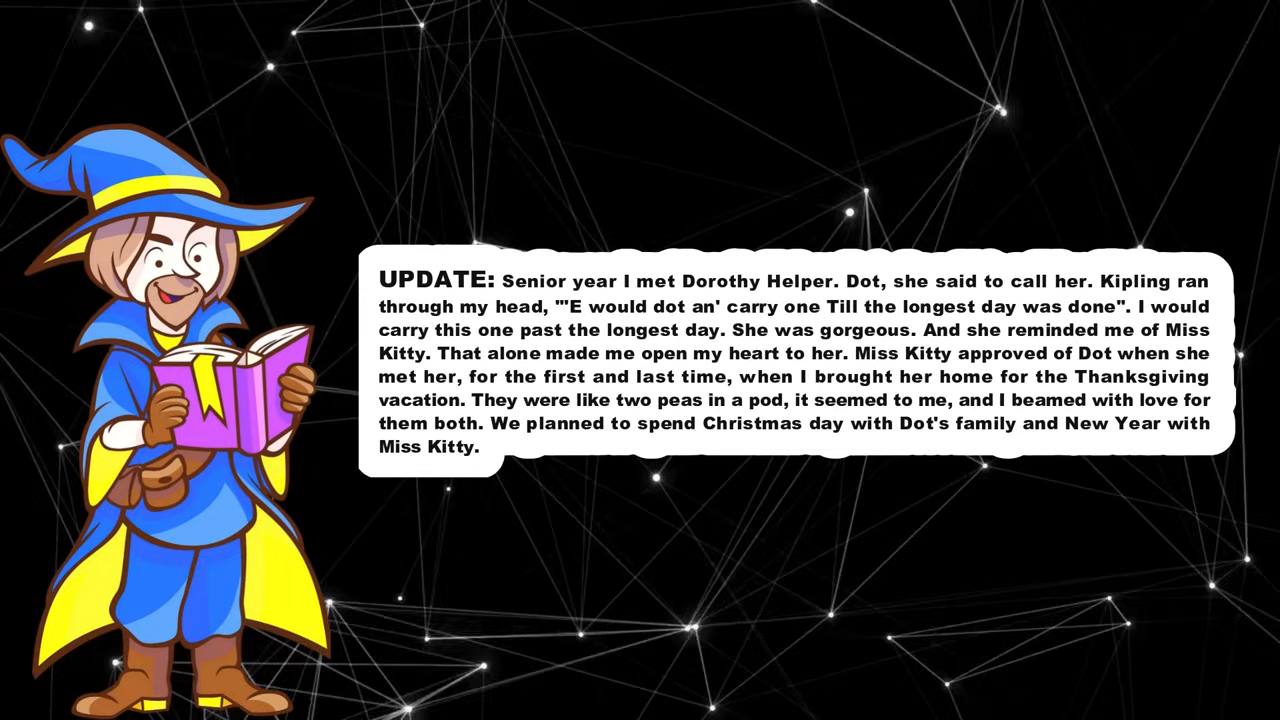 UPDATE: Senior year I met Dorothy Helper. Dot, she said to call her. Kipling ran
through my head, "'E would dot an' carry one Till the longest day was done". I would
carry this one past the longest day. She was gorgeous. And she reminded me of Miss
Kitty. That alone made me open my heart to her. Miss Kitty approved of Dot when she
met her, for the first and last time, when I brought her home for the Thanksgiving
vacation. They were like two peas in a pod, it seemed to me, and I beamed with love for
them both. We planned to spend Christmas day with Dot's family and New Year with
Miss Kitty.